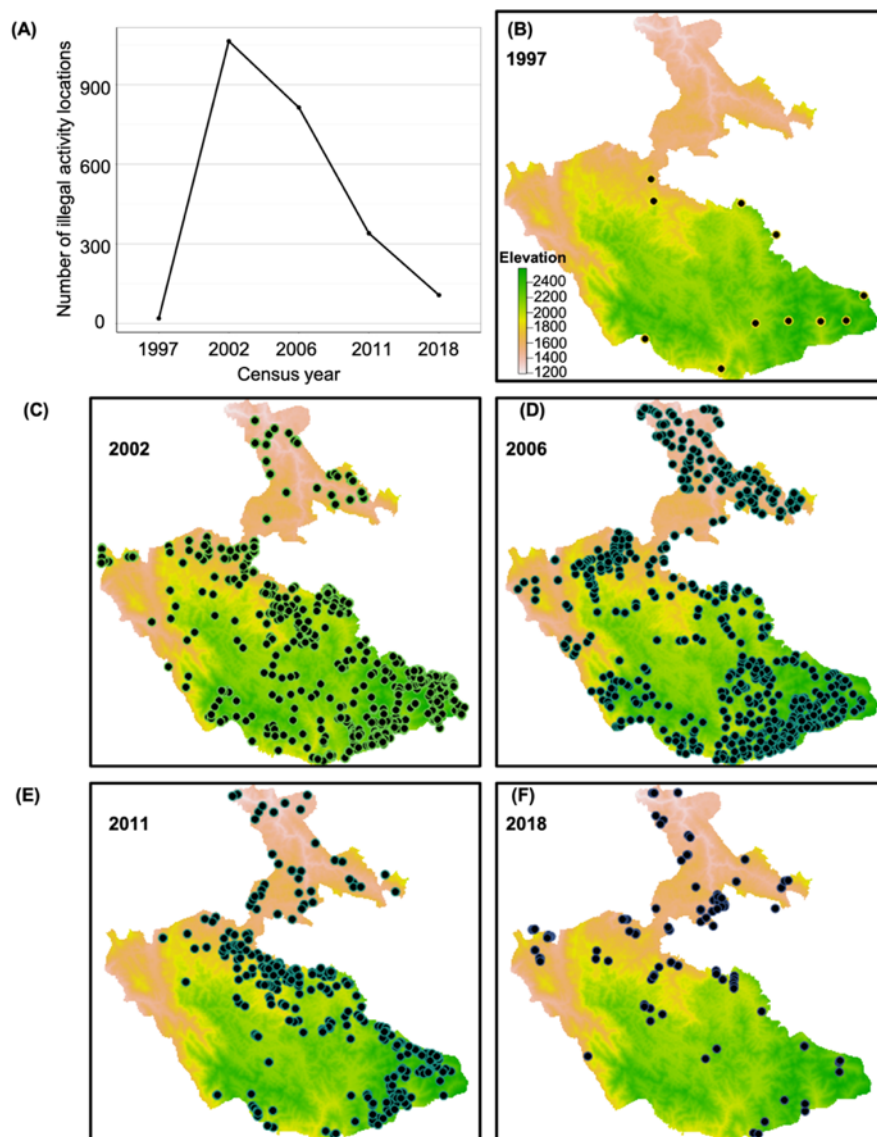 (A)
Number of illegal activity locations
900
600
300
0
1997 2002 2006 2011 2018
Census year
(B)
1997
Elevation
2400
2200
2000
1800
1600
1400
1200
(C)
2002
(D)
2006
(E)
2011
(F)
2018